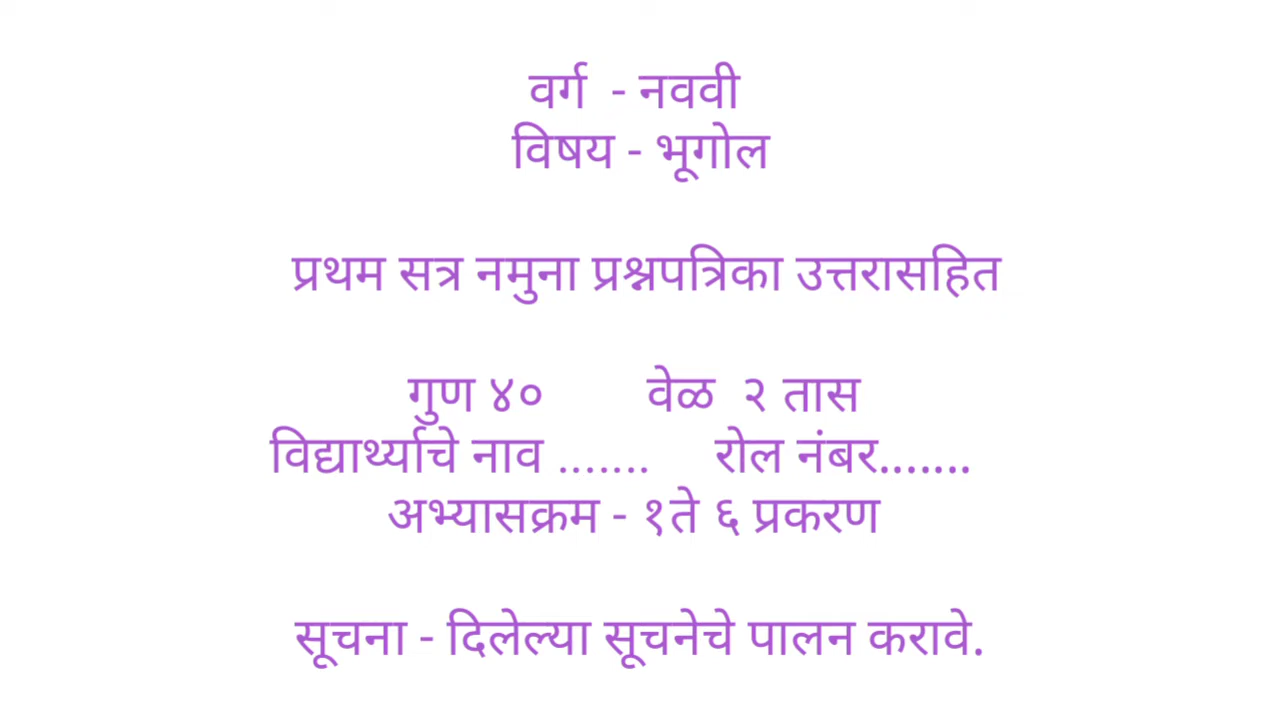 वर्ग - नववी
विषय - भूगोल
प्रथम सत्र नमुना प्रश्नपत्रिका उत्तरासहित
गुण ४० वेळ २ तास
विद्यार्थ्याचे नाव ....... रोल नंबर.......
अभ्यासक्रम - १ते ६ प्रकरण
सूचना - दिलेल्या सूचनेचे पालन करावे.